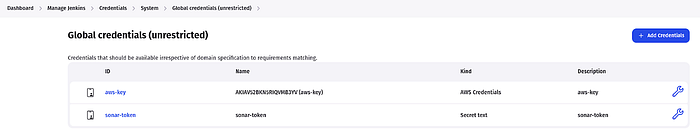 Dashboard > Manage Jenkins > Credentials > System > Global credentials (unrestricted) >
Global credentials (unrestricted)
+ Add Credentials
Credentials that should be available irrespective of domain specification to requirements matching.
ID Name Kind Description
aws-key (aws-key) AWS Credentials aws-key
sonar-token sonar-token Secret text sonar-token